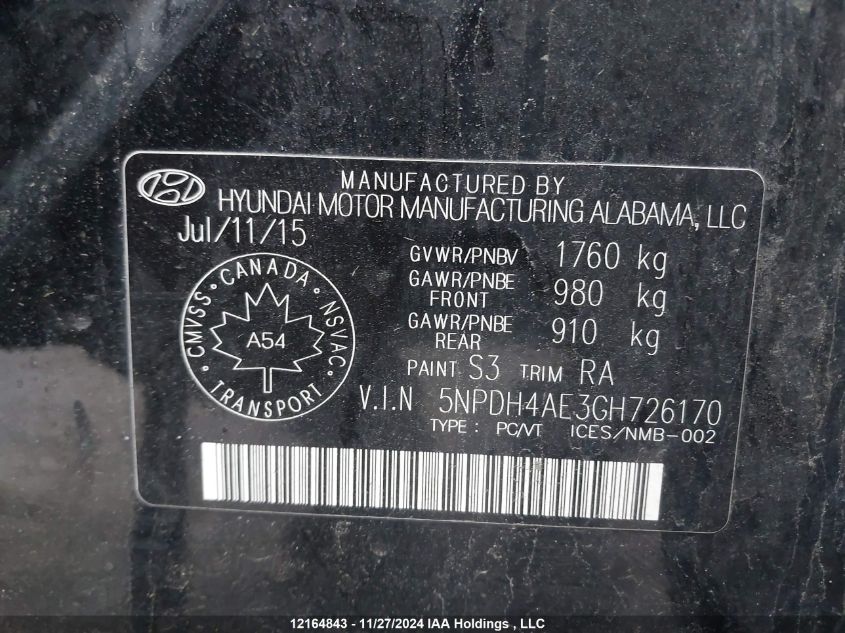 MANUFACTURED BY
HYUNDAI MOTOR MANUFACTURING ALABAMA, LLC
Jul/11/15
GVWR/PNBV 1760 kg
GAWR/PNBE FRONT 980 kg
GAWR/PNBE REAR 910 kg
CANADA
CMVSS NSVAC
A54
TRANSPORT
PAINT S3 TRIM RA
V.I.N 5NPDH4AE3GH726170
TYPE : PC/VT ICES/NMB-002
12164843 - 11/27/2024 IAA Holdings , LLC